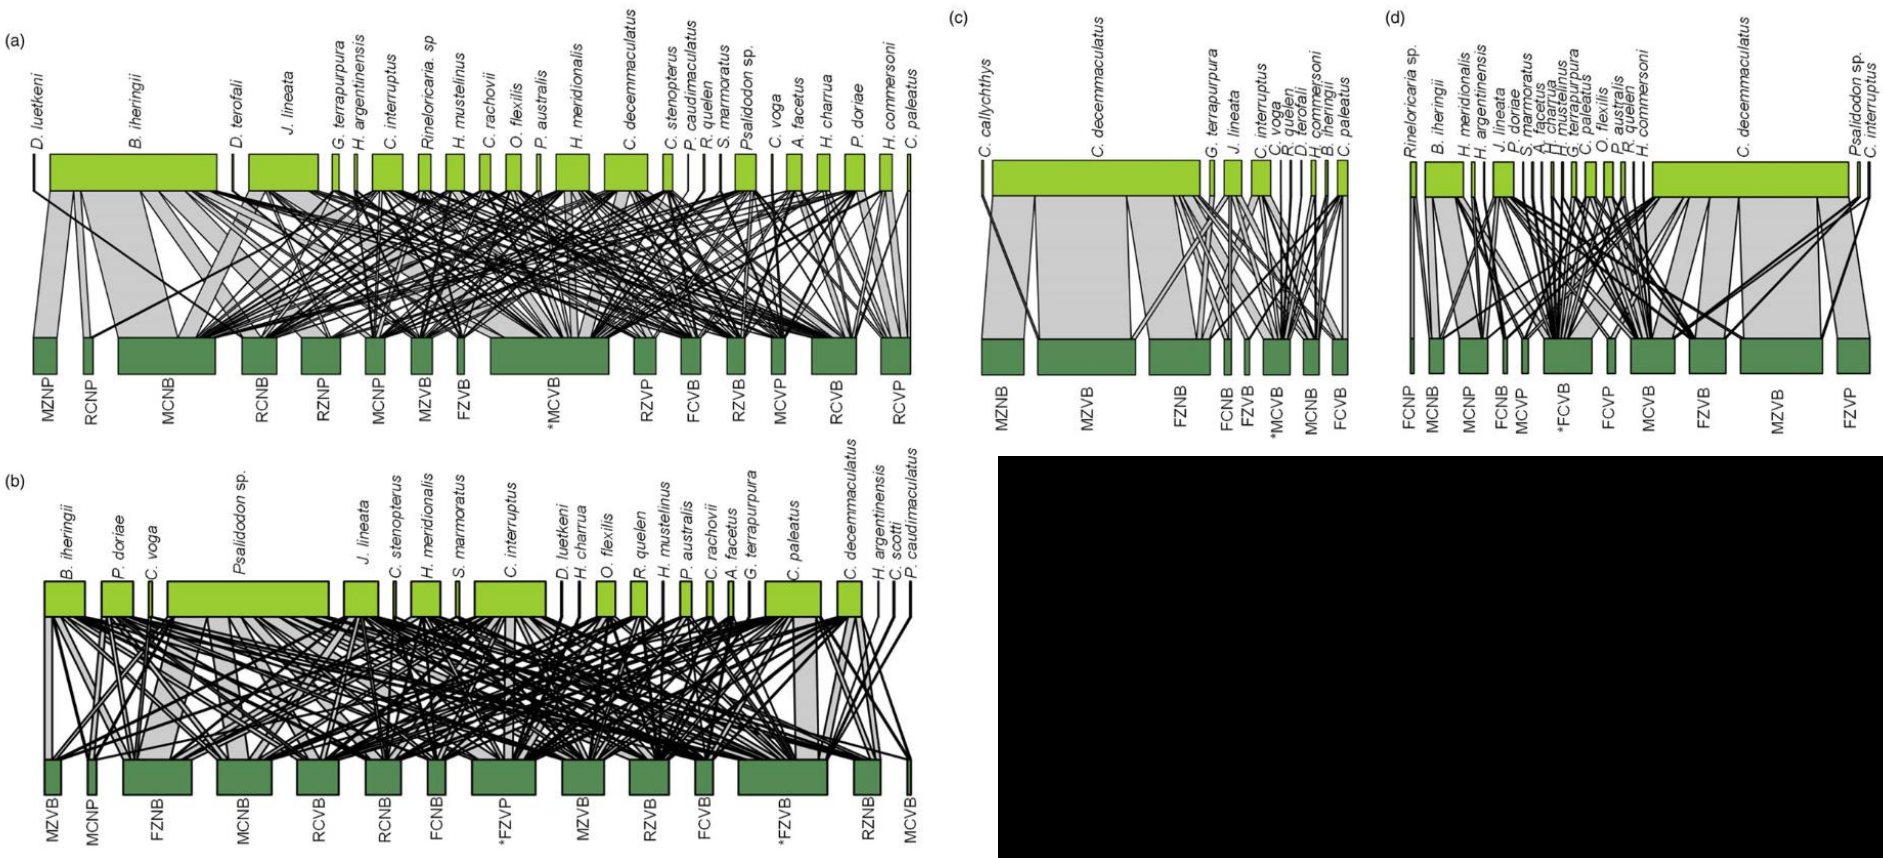 (a)
D. luetkeni
B. iheringii
D. terofali
J. lineata
G. terrapurpura
H. argentinensis
C. interruptus
Rineloricaria. sp
H. mustelinus
C. rachovii
O. flexilis
P. australis
H. meridionalis
C. decemmaculatus
C. stenopterus
P. caudimaculatus
R. quelen
S. marmoratus
Psalidodon sp.
C. voga
A. facetus
H. charrua
P. doriae
H. commersoni
C. paleatus
MZNP
RCNP
MCNB
RCNB
RZNP
MCNP
MZVB
FZVB
*MCVB
RZVP
FCVB
RZVB
MCVP
RCVB
RCVP
(b)
B. iheringii
P. doriae
C. voga
Psalidodon sp.
J. lineata
C. stenopterus
H. meridionalis
S. marmoratus
C. interruptus
D. luetkeni
H. charrua
O. flexilis
R. quelen
H. mustelinus
P. australis
C. rachovii
A. facetus
G. terrapurpura
C. paleatus
C. decemmaculatus
H. argentinensis
C. scotti
P. caudimaculatus
MZVB
MCNP
FZNB
MCNB
RCVB
RCNB
FCNB
*FZVP
MZVB
RZVB
FCVB
*FZVB
RZNB
MCVB
(c)
C. callychthys
C. decemmaculatus
G. terrapurpura
J. lineata
C. interruptus
C. voga
R. quelen
D. terofali
H. commersoni
B. iheringii
C. paleatus
MZNB
MZVB
FZNB
FCNB
FZVB
*MCVB
MCNB
FCVB
(d)
Rineloricaria sp.
B. iheringii
H. meridionalis
H. argentinensis
J. lineata
P. doriae
S. marmoratus
A. facetus
H. charrua
H. mustelinus
G. terrapurpura
C. paleatus
O. flexilis
P. australis
R. quelen
H. commersoni
C. decemmaculatus
Psalidodon sp.
C. interruptus
FCNP
MCNB
MCNP
FCNB
MCVP
*FCVB
FCVP
MCVB
FZVB
MZVB
FZVP